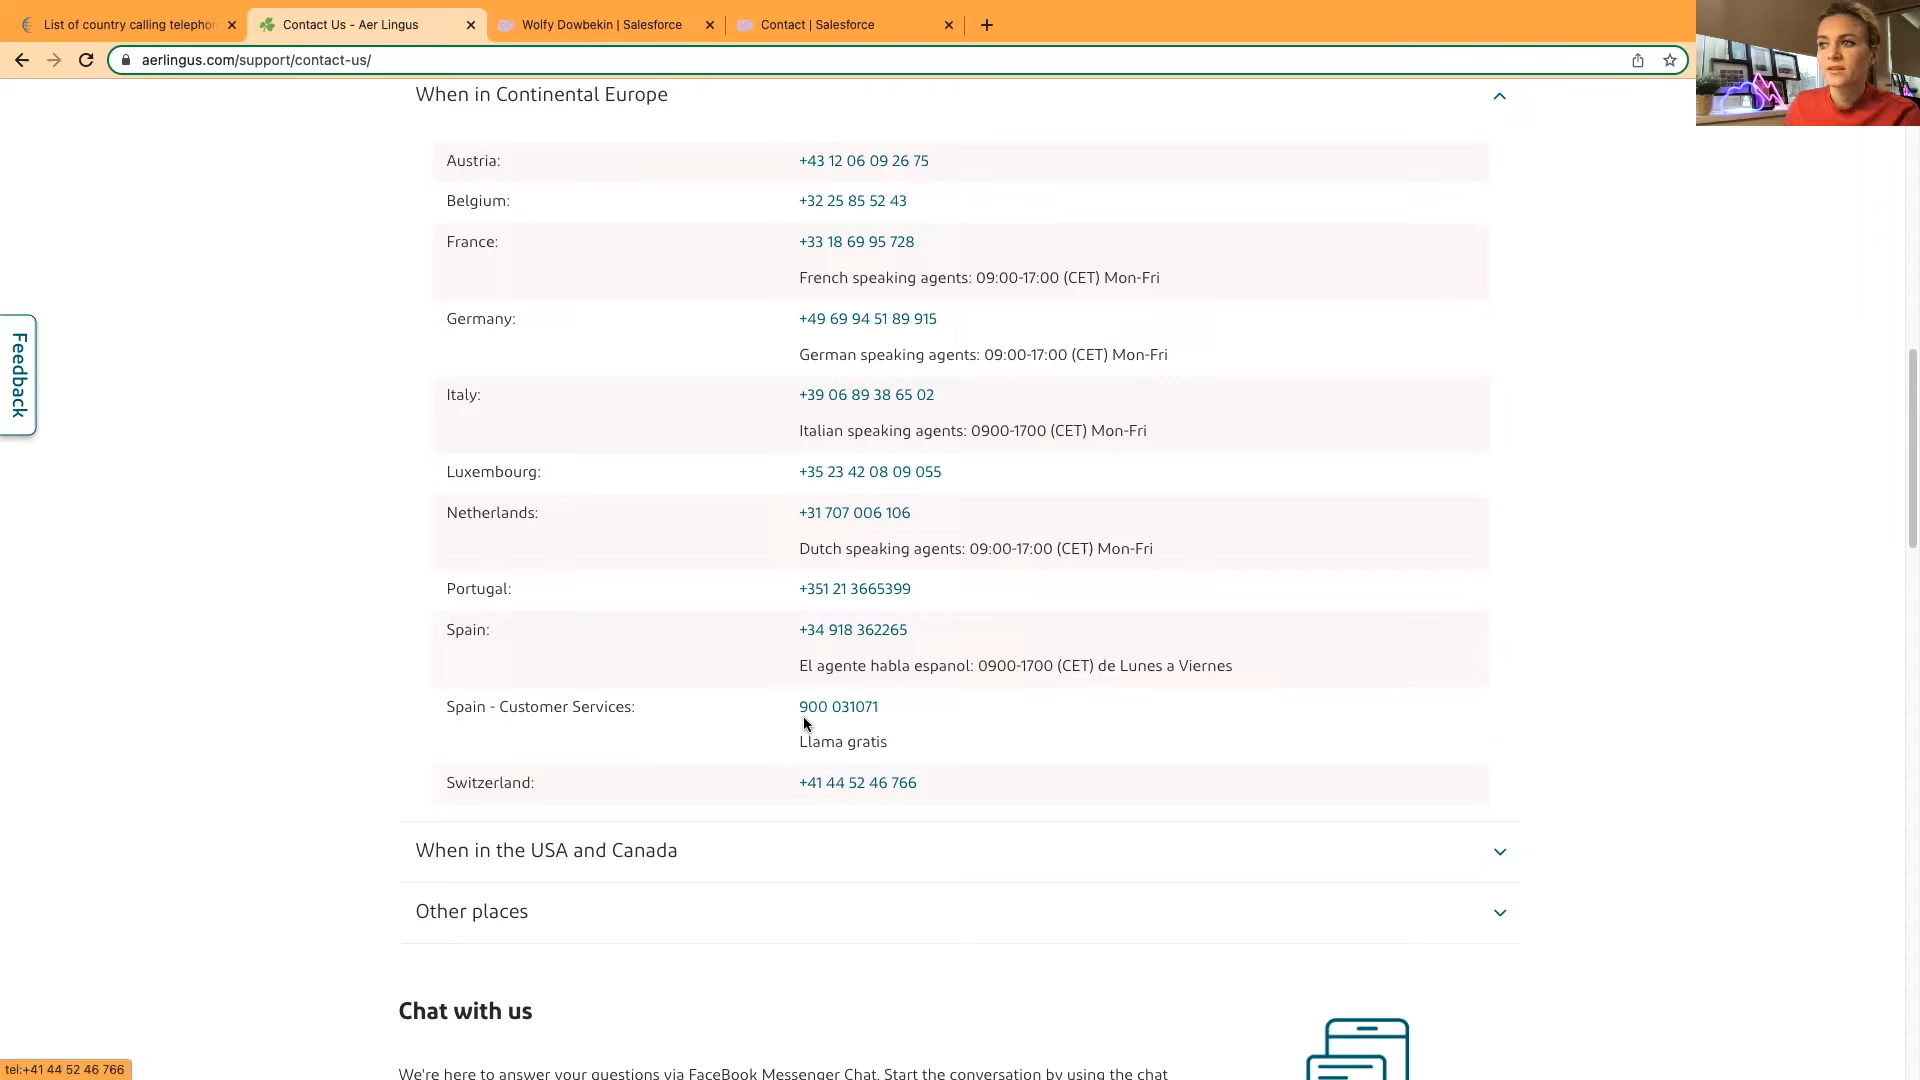 List of country calling telephon
Contact Us - Aer Lingus
Wolfy Dowbekin | Salesforce
Contact | Salesforce
aerlingus.com/support/contact-us/
When in Continental Europe
Austria: +43 12 06 09 26 75
Belgium: +32 25 85 52 43
France: +33 18 69 95 728
French speaking agents: 09:00-17:00 (CET) Mon-Fri
Germany: +49 69 94 51 89 915
German speaking agents: 09:00-17:00 (CET) Mon-Fri
Italy: +39 06 89 38 65 02
Italian speaking agents: 0900-1700 (CET) Mon-Fri
Luxembourg: +35 23 42 08 09 055
Netherlands: +31 707 006 106
Dutch speaking agents: 09:00-17:00 (CET) Mon-Fri
Portugal: +351 21 3665399
Spain: +34 918 362265
El agente habla espanol: 0900-1700 (CET) de Lunes a Viernes
Spain - Customer Services: 900 031071
Llama gratis
Switzerland: +41 44 52 46 766
When in the USA and Canada
Other places
Chat with us
We're here to answer your questions via FaceBook Messenger Chat. Start the conversation by using the chat
Feedback
tel:+41 44 52 46 766